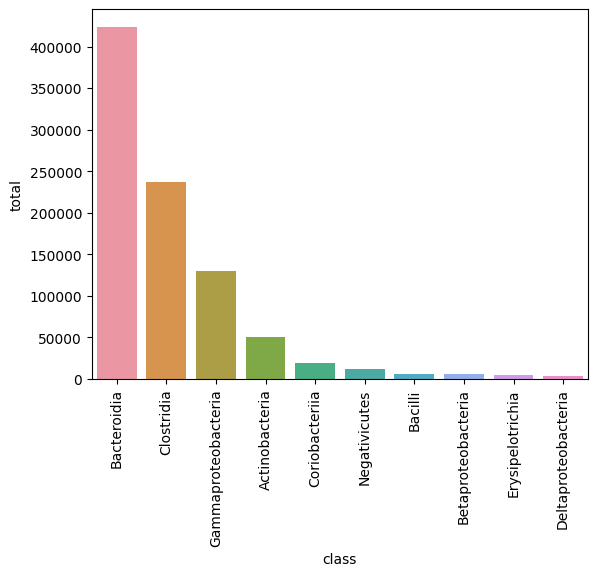 400000
350000
300000
250000
200000
150000
100000
50000
0
total
Bacteroidia
Clostridia
Gammaproteobacteria
Actinobacteria
Coriobacteriia
Negativicutes
Bacilli
Betaproteobacteria
Erysipelotrichia
Deltaproteobacteria
class